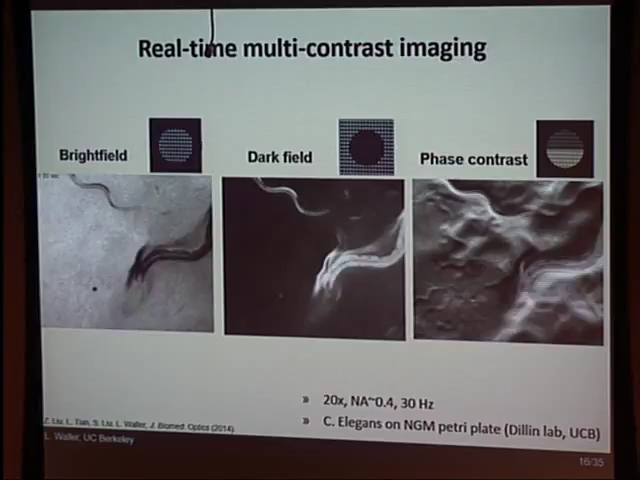 Real-time multi-contrast imaging
Brightfield
Dark field
Phase contrast
» 20x, NA~0.4, 30 Hz
» C. Elegans on NGM petri plate (Dillin lab, UCB)
Z. Liu, L. Tian, S. Liu, L. Waller, J. Biomed. Optics (2014)
L. Waller, UC Berkeley
16/35